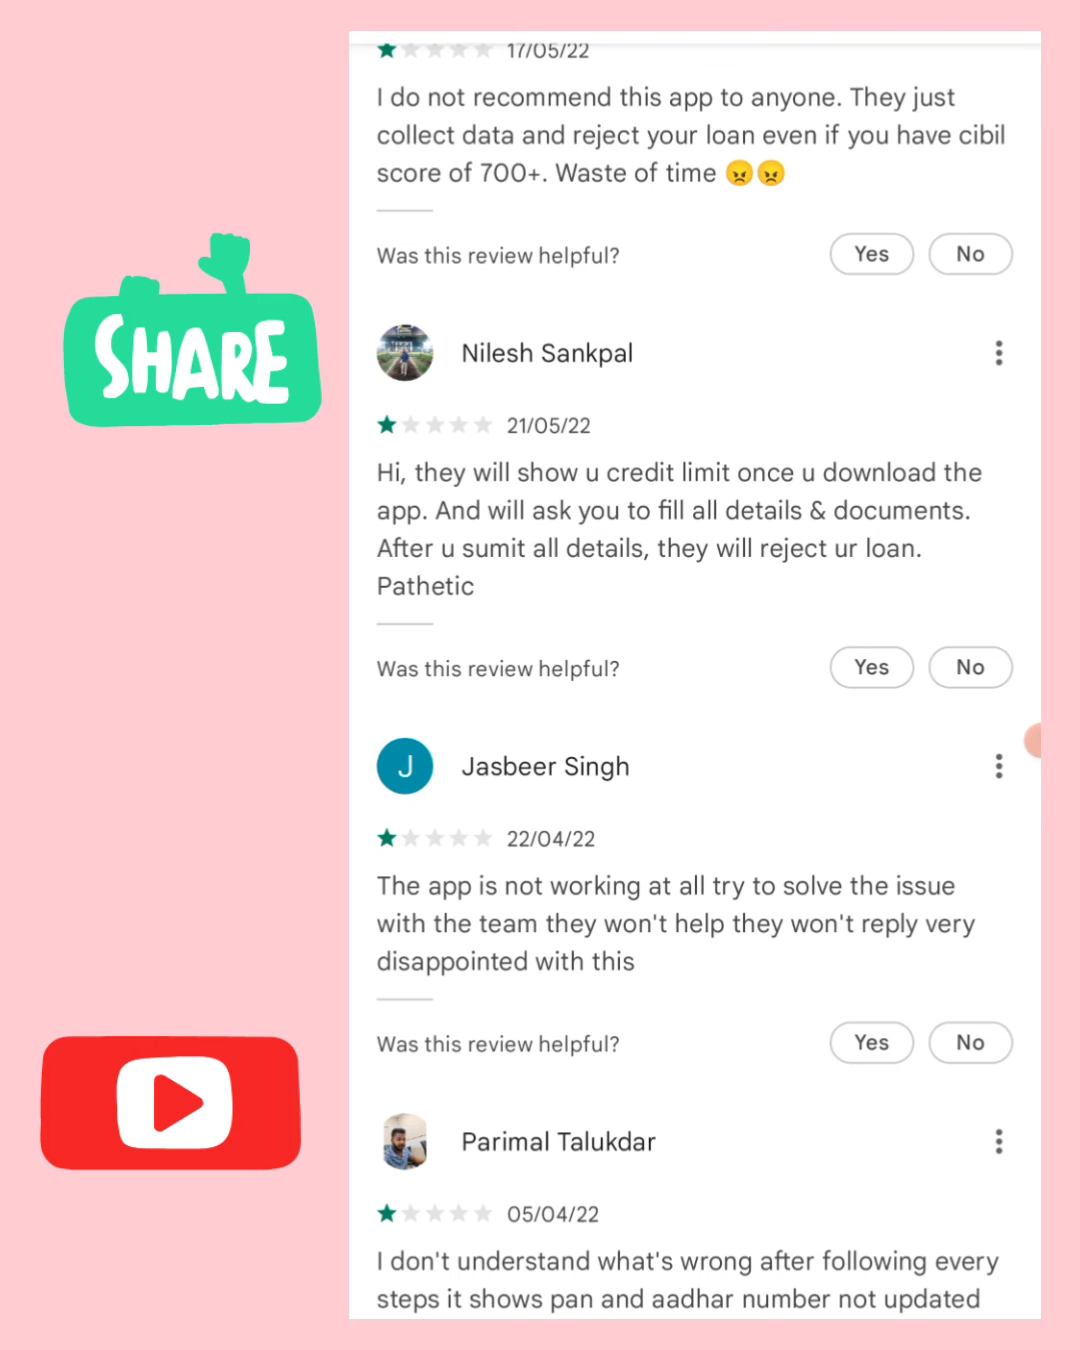 17/05/22
I do not recommend this app to anyone. They just
collect data and reject your loan even if you have cibil
score of 700+. Waste of time 😠😠
Was this review helpful?
Yes
No
SHARE
Nilesh Sankpal
21/05/22
Hi, they will show u credit limit once u download the
app. And will ask you to fill all details & documents.
After u sumit all details, they will reject ur loan.
Pathetic
Was this review helpful?
Yes
No
J
Jasbeer Singh
22/04/22
The app is not working at all try to solve the issue
with the team they won't help they won't reply very
disappointed with this
Was this review helpful?
Yes
No
Parimal Talukdar
05/04/22
I don't understand what's wrong after following every
steps it shows pan and aadhar number not updated